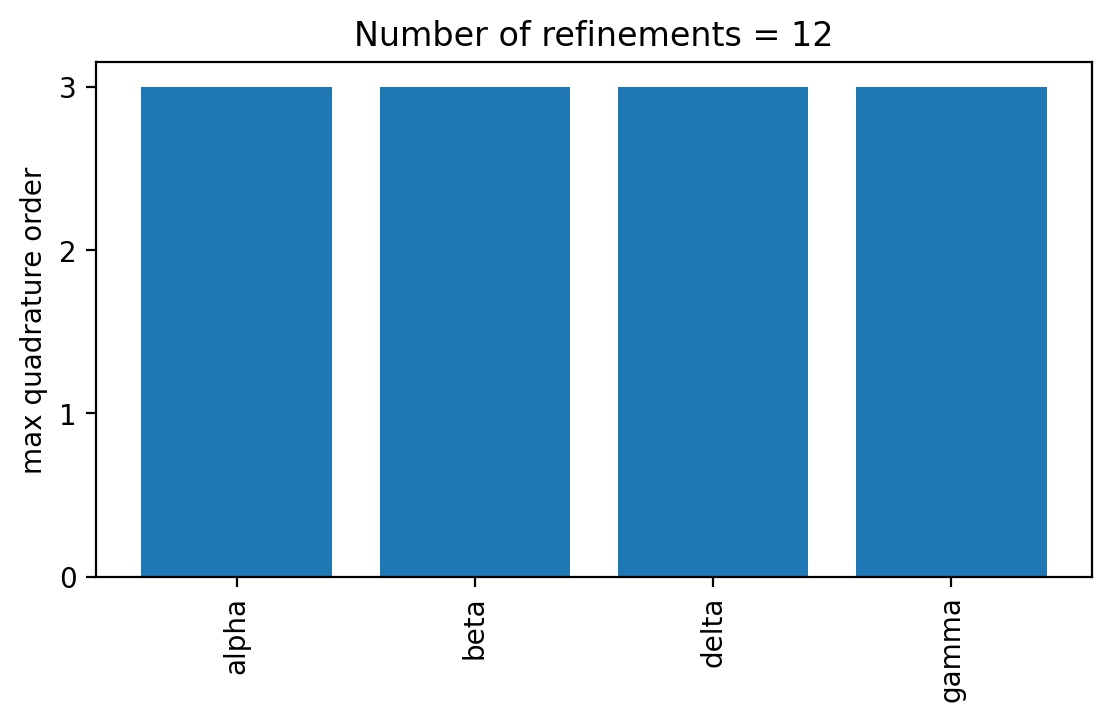 Number of refinements = 12
max quadrature order
3
2
1
0
alpha
beta
delta
gamma